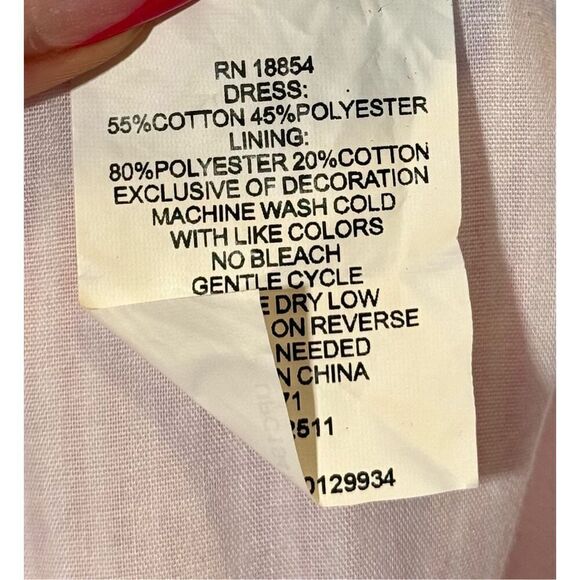 RN 18854
DRESS:
55%COTTON 45%POLYESTER
LINING:
80%POLYESTER 20%COTTON
EXCLUSIVE OF DECORATION
MACHINE WASH COLD
WITH LIKE COLORS
NO BLEACH
GENTLE CYCLE
DRY LOW
ON REVERSE
NEEDED
CHINA
71
2511
0129934